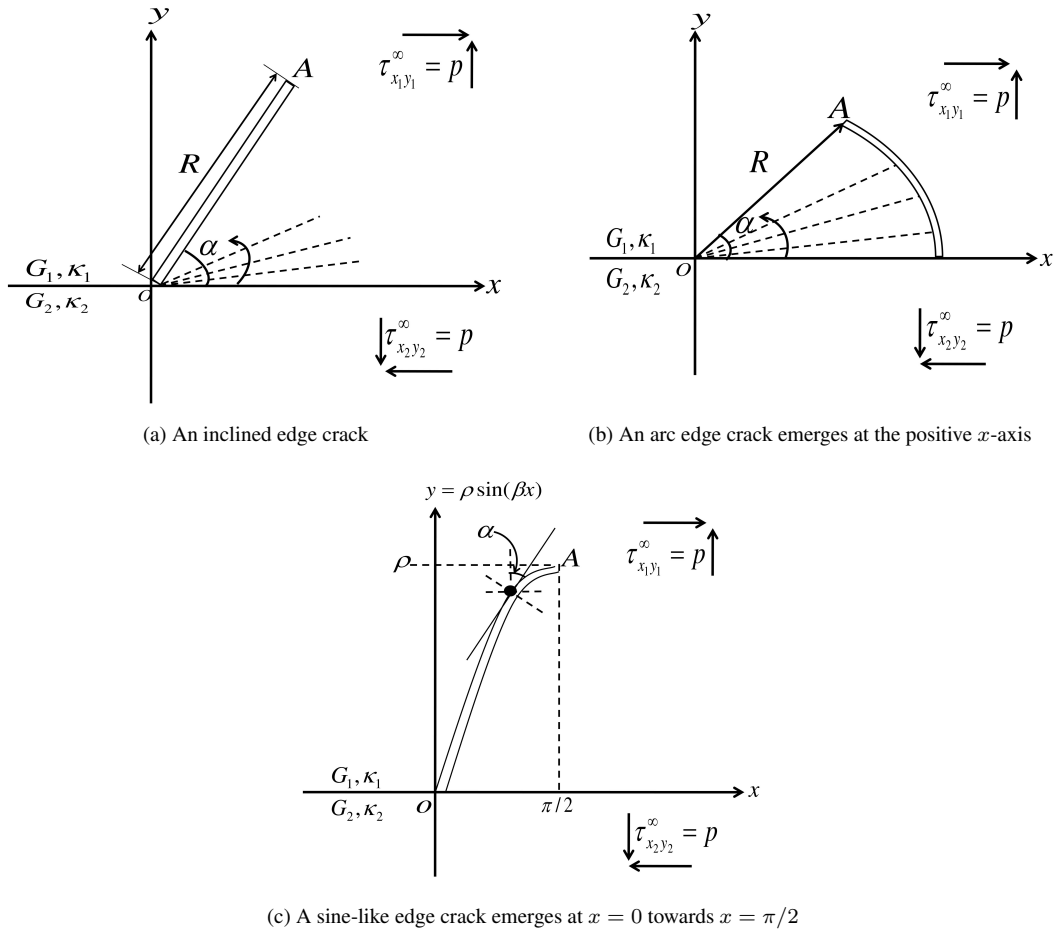 y
A
τ∞x₁y₁ = p
R
α
G₁, κ₁
G₂, κ₂
o
x
τ∞x₂y₂ = p
(a) An inclined edge crack
y
A
τ∞x₁y₁ = p
R
α
G₁, κ₁
G₂, κ₂
o
x
τ∞x₂y₂ = p
(b) An arc edge crack emerges at the positive x-axis
y = ρ sin(βx)
α
ρ
A
τ∞x₁y₁ = p
G₁, κ₁
G₂, κ₂
o
π/2
x
τ∞x₂y₂ = p
(c) A sine-like edge crack emerges at x = 0 towards x = π/2